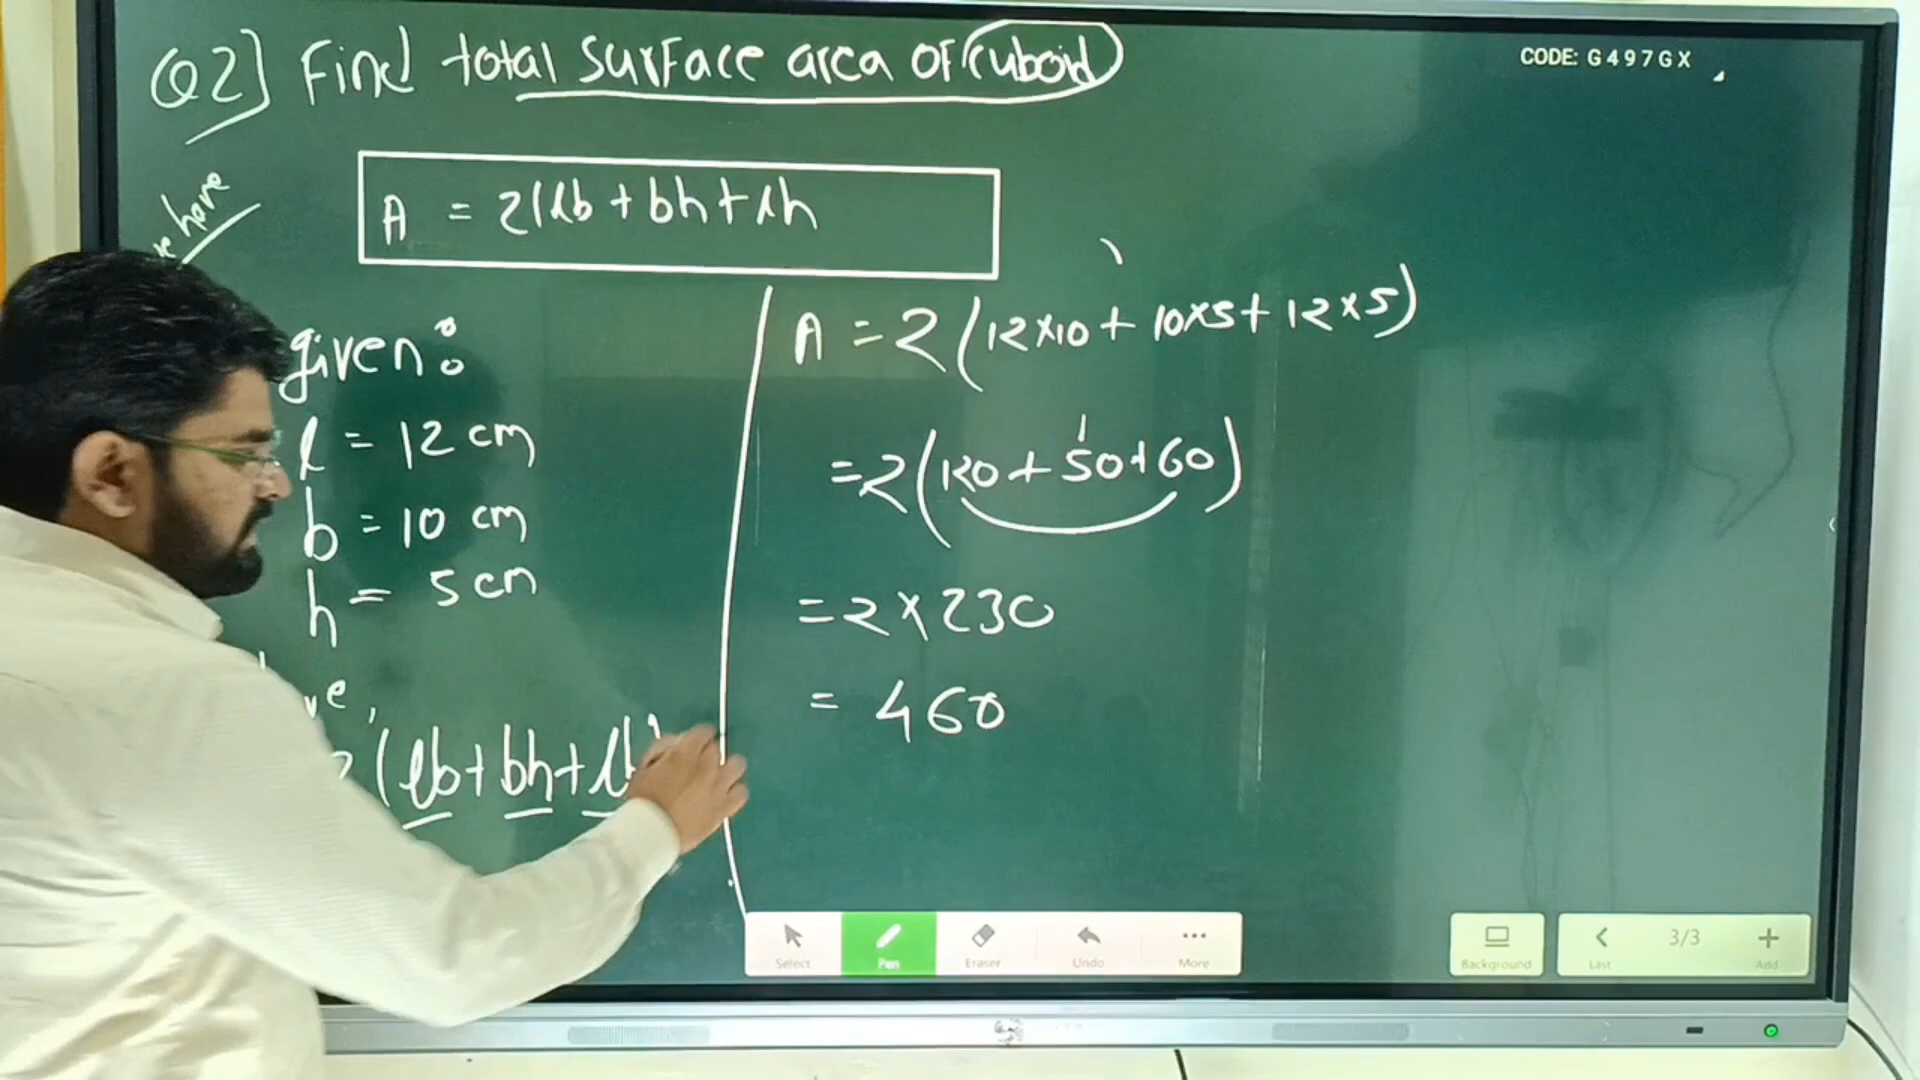 Q2] Find total surface area of cuboid
CODE: G497GX
have
A = 2(lb + bh + lh
given:
l = 12 cm
b = 10 cm
h = 5 cm
(lb + bh + l
A = 2(12×10 + 10×5 + 12×5)
= 2(120 + 50 + 60)
= 2 × 230
= 460
Select
Pen
Eraser
Undo
More
Background
Last
3/3
Add